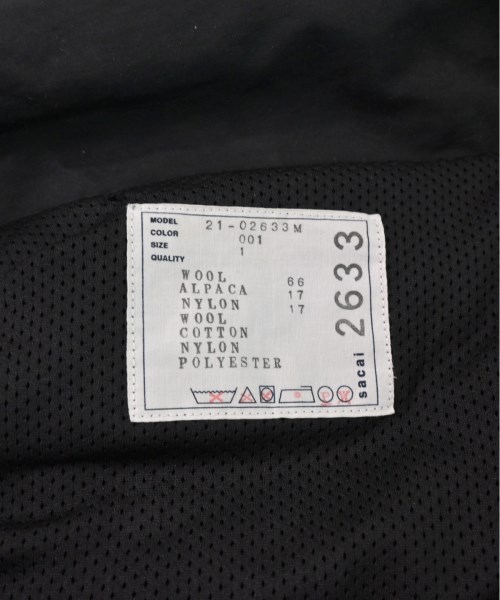 MODEL 21-02633M
COLOR 001
SIZE 1
QUALITY
WOOL 66
ALPACA 17
NYLON 17
WOOL
COTTON
NYLON
POLYESTER
P W
sacai 2633